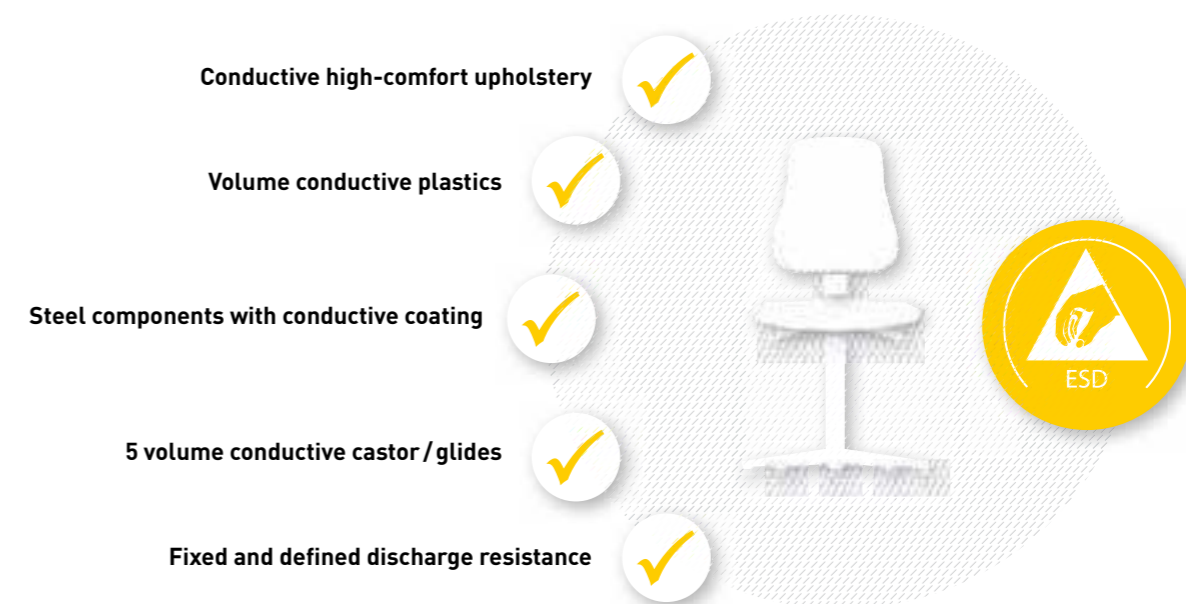 Conductive high-comfort upholstery
Volume conductive plastics
Steel components with conductive coating
ESD
5 volume conductive castor/glides
Fixed and defined discharge resistance